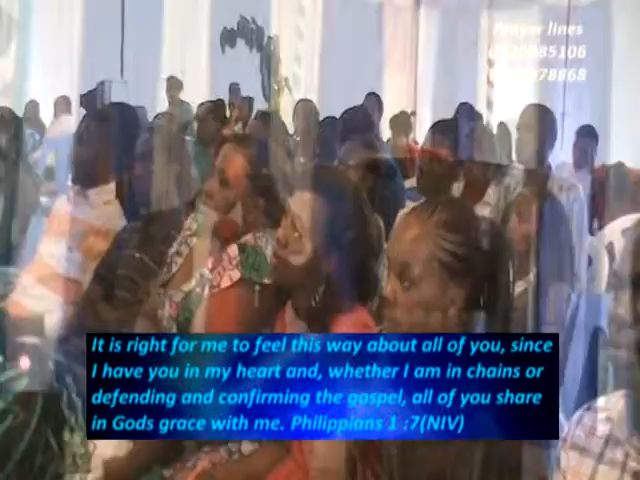 Prayer lines
It is right for me to feel this way about all of you, since
I have you in my heart and, whether I am in chains or
defending and confirming the gospel, all of you share
in Gods grace with me. Philippians 1 :7(NIV)